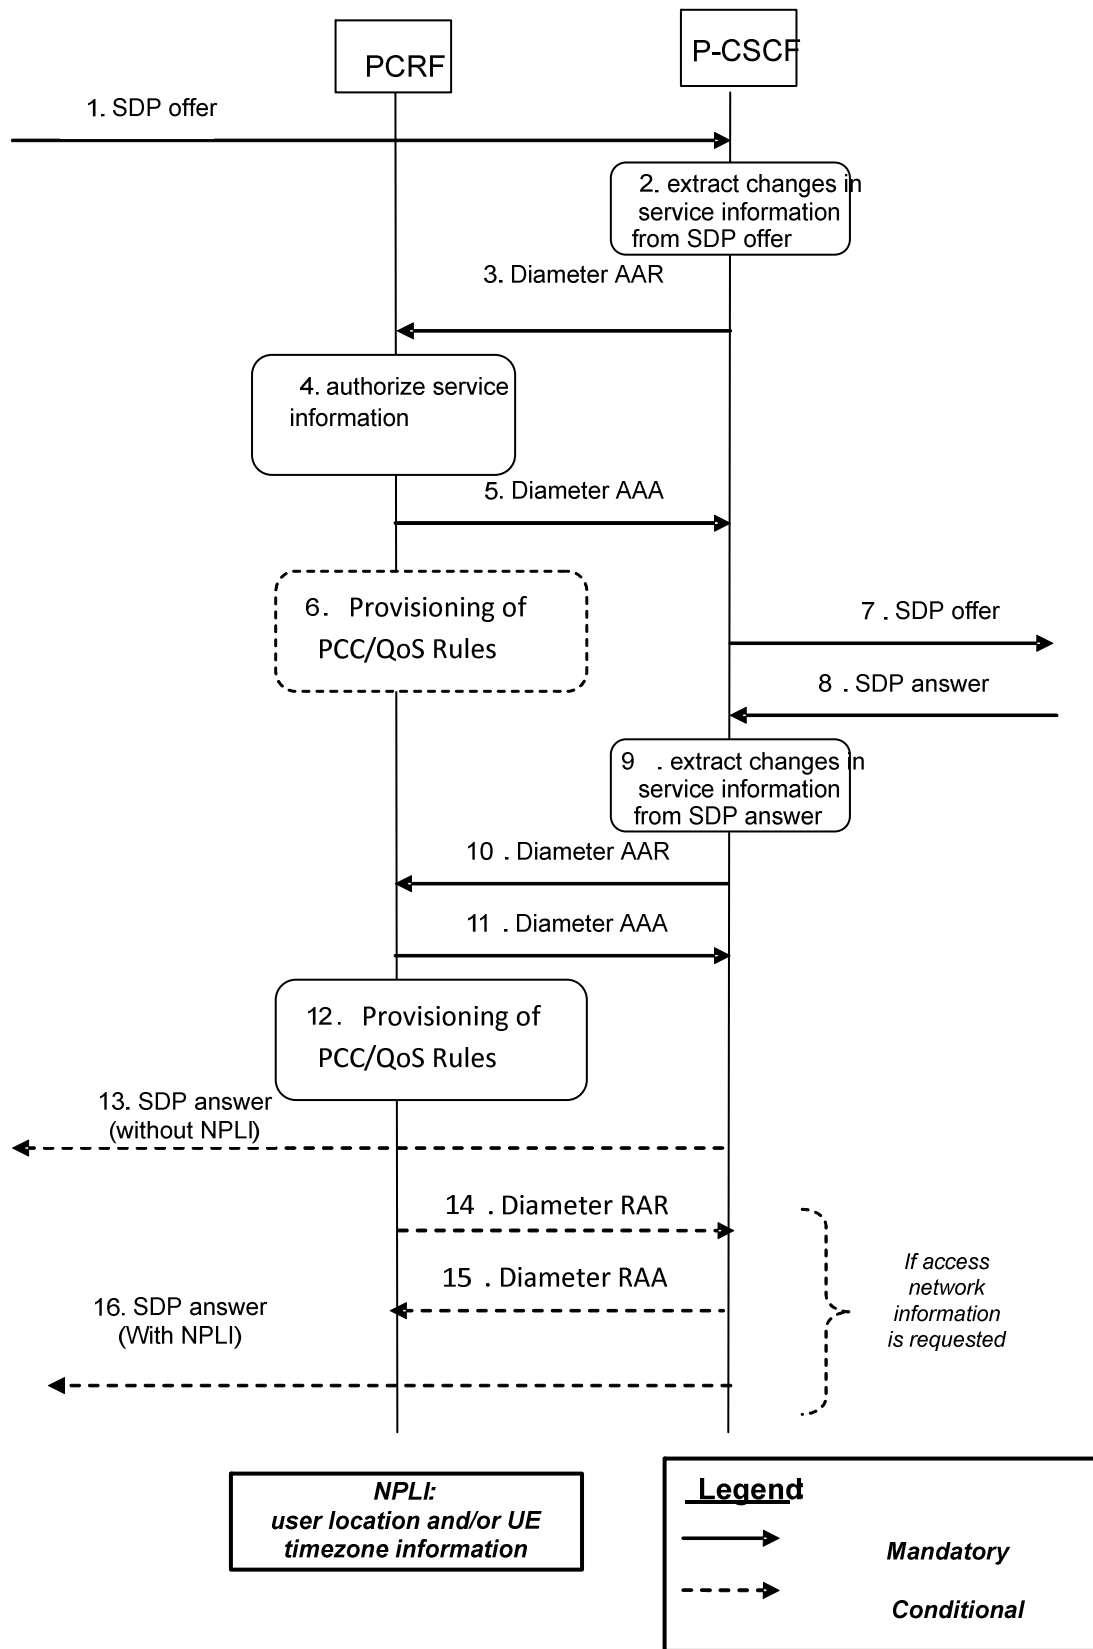 PCRF
P-CSCF
1. SDP offer
2. extract changes in
service information
from SDP offer
3. Diameter AAR
4. authorize service
information
5. Diameter AAA
6. Provisioning of
PCC/QoS Rules
7 . SDP offer
8 . SDP answer
9 . extract changes in
service information
from SDP answer
10 . Diameter AAR
11 . Diameter AAA
12. Provisioning of
PCC/QoS Rules
13. SDP answer
(without NPLI)
14 . Diameter RAR
15 . Diameter RAA
16. SDP answer
(With NPLI)
If access
network
information
is requested
NPLI:
user location and/or UE
timezone information
Legend:
Mandatory
Conditional